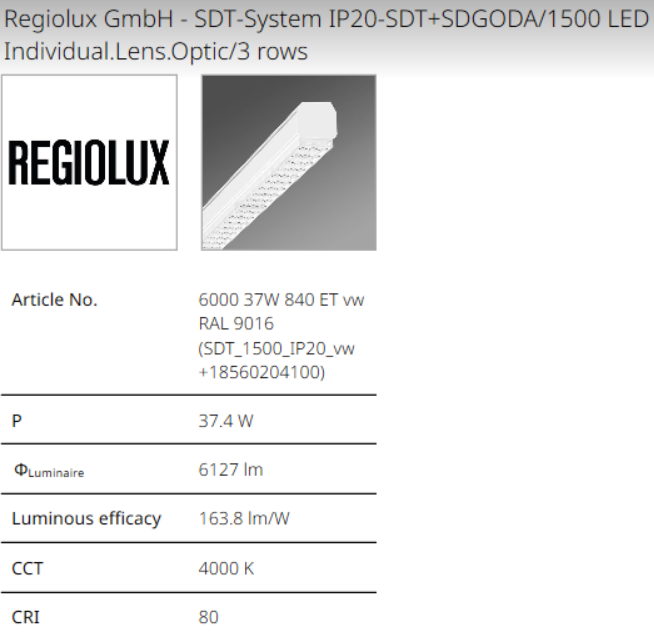 Regiolux GmbH - SDT-System IP20-SDT+SDGODA/1500 LED
Individual.Lens.Optic/3 rows
REGIOLUX
Article No.
6000 37W 840 ET vw
RAL 9016
(SDT_1500_IP20_vw
+18560204100)
P
37.4 W
ΦLuminaire
6127 lm
Luminous efficacy
163.8 lm/W
CCT
4000 K
CRI
80